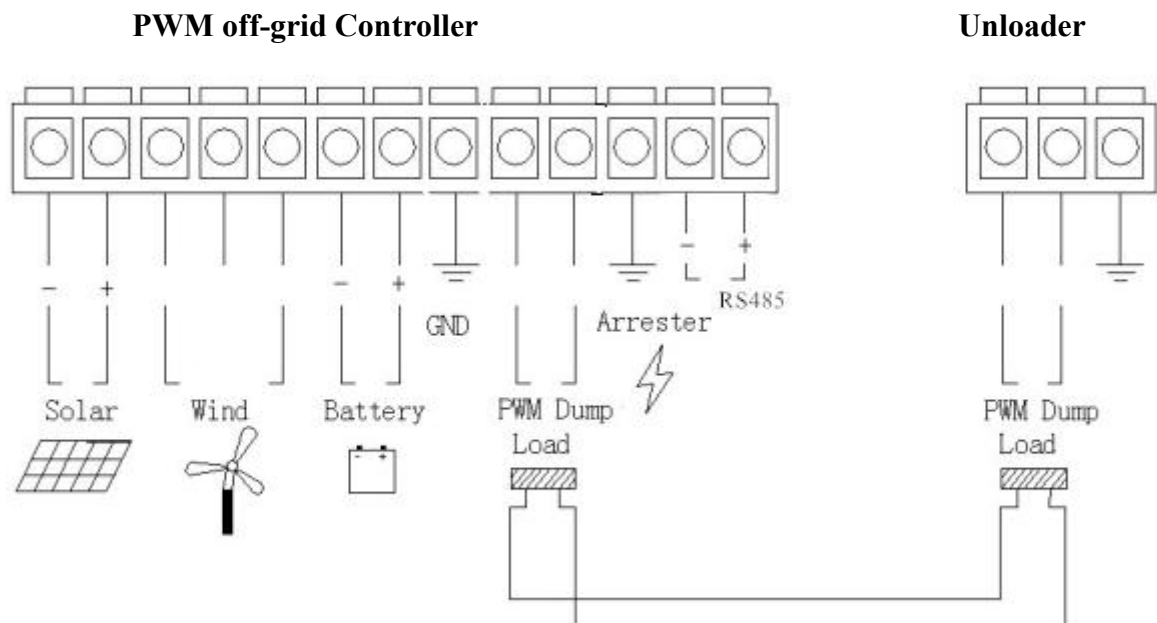 PWM off-grid Controller
Unloader
- +
- +
- +
RS485
GND
Arrester
Solar
Wind
Battery
PWM Dump
Load
PWM Dump
Load
- +